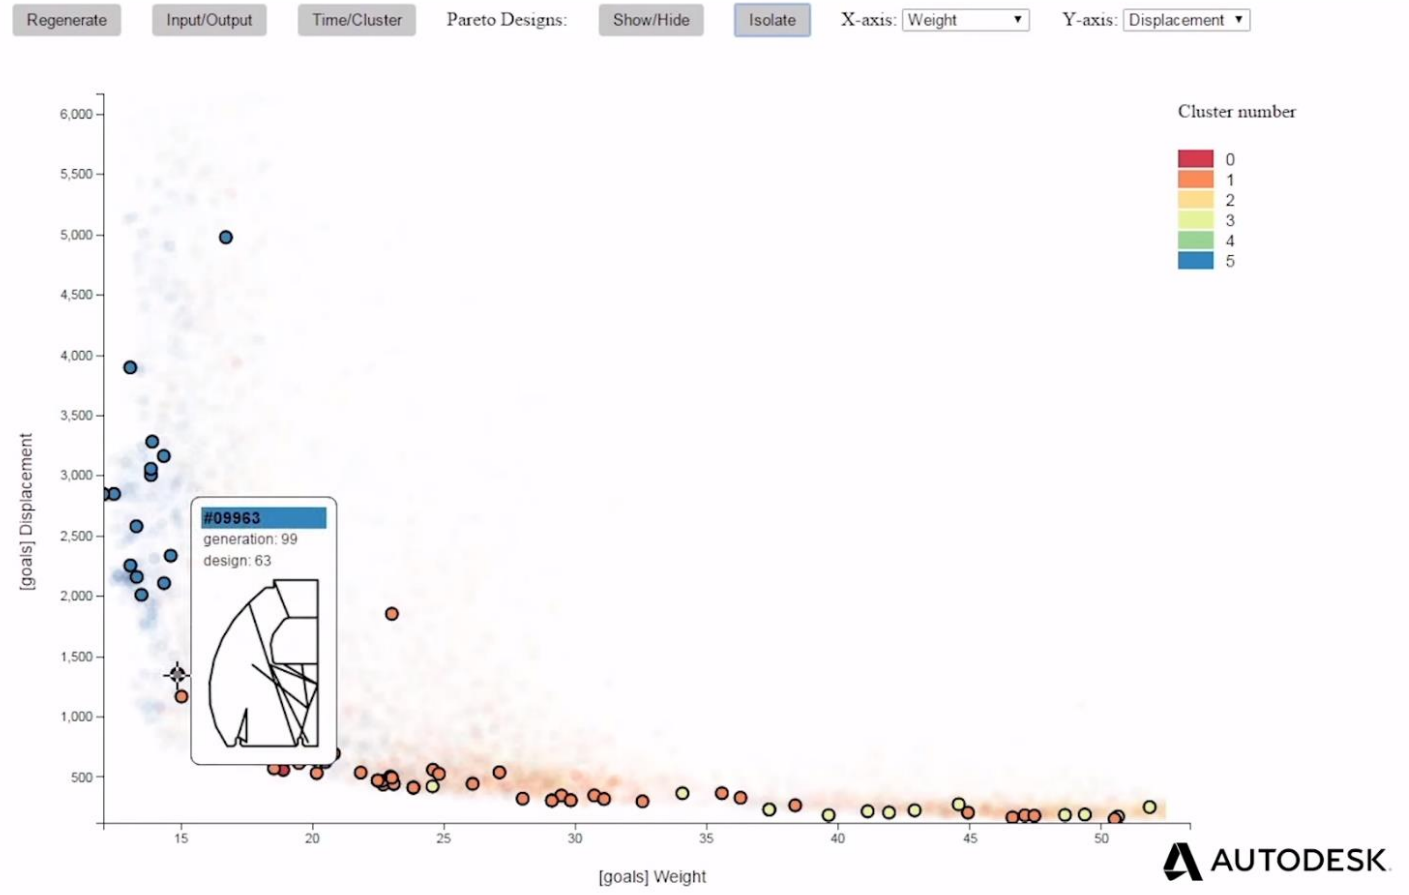 Regenerate Input/Output Time/Cluster Pareto Designs: Show/Hide Isolate X-axis: Weight Y-axis: Displacement
Cluster number
0
1
2
3
4
5
6,000
5,500
5,000
4,500
4,000
3,500
3,000
2,500
2,000
1,500
1,000
500
[goals] Displacement
#09963
generation: 99
design: 63
15 20 25 30 35 40 45 50
[goals] Weight
AUTODESK.